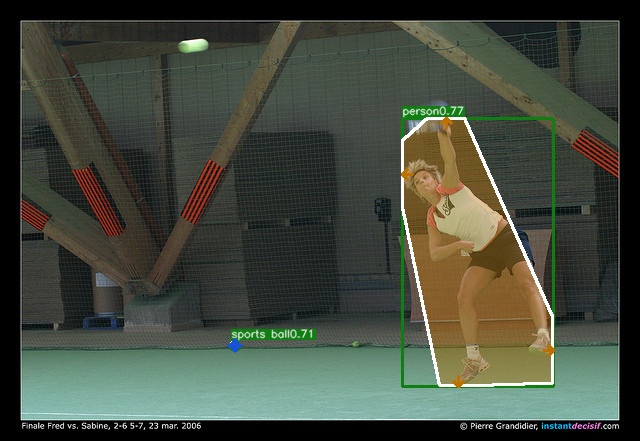 person0.77
sports ball0.71
Finale Fred vs. Sabine, 2-6 5-7, 23 mar. 2006
© Pierre Grandidier, instantdecisif.com